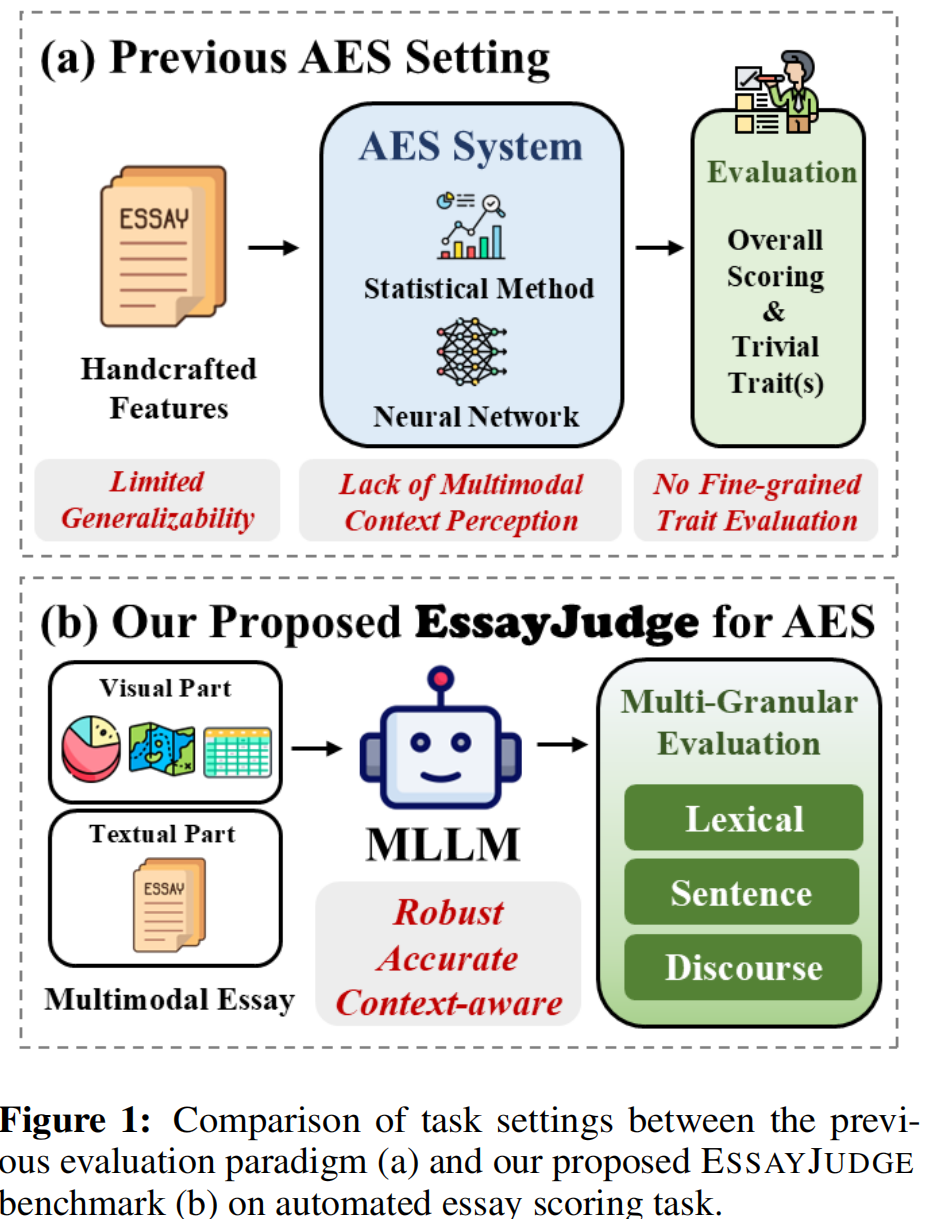 (a) Previous AES Setting
ESSAY
Handcrafted
Features
AES System
Statistical Method
Neural Network
Evaluation
Overall
Scoring
&
Trivial
Trait(s)
Limited
Generalizability
Lack of Multimodal
Context Perception
No Fine-grained
Trait Evaluation
(b) Our Proposed EssayJudge for AES
Visual Part
Textual Part
ESSAY
Multimodal Essay
MLLM
Robust
Accurate
Context-aware
Multi-Granular
Evaluation
Lexical
Sentence
Discourse
Figure 1: Comparison of task settings between the previ-
ous evaluation paradigm (a) and our proposed ESSAYJUDGE
benchmark (b) on automated essay scoring task.